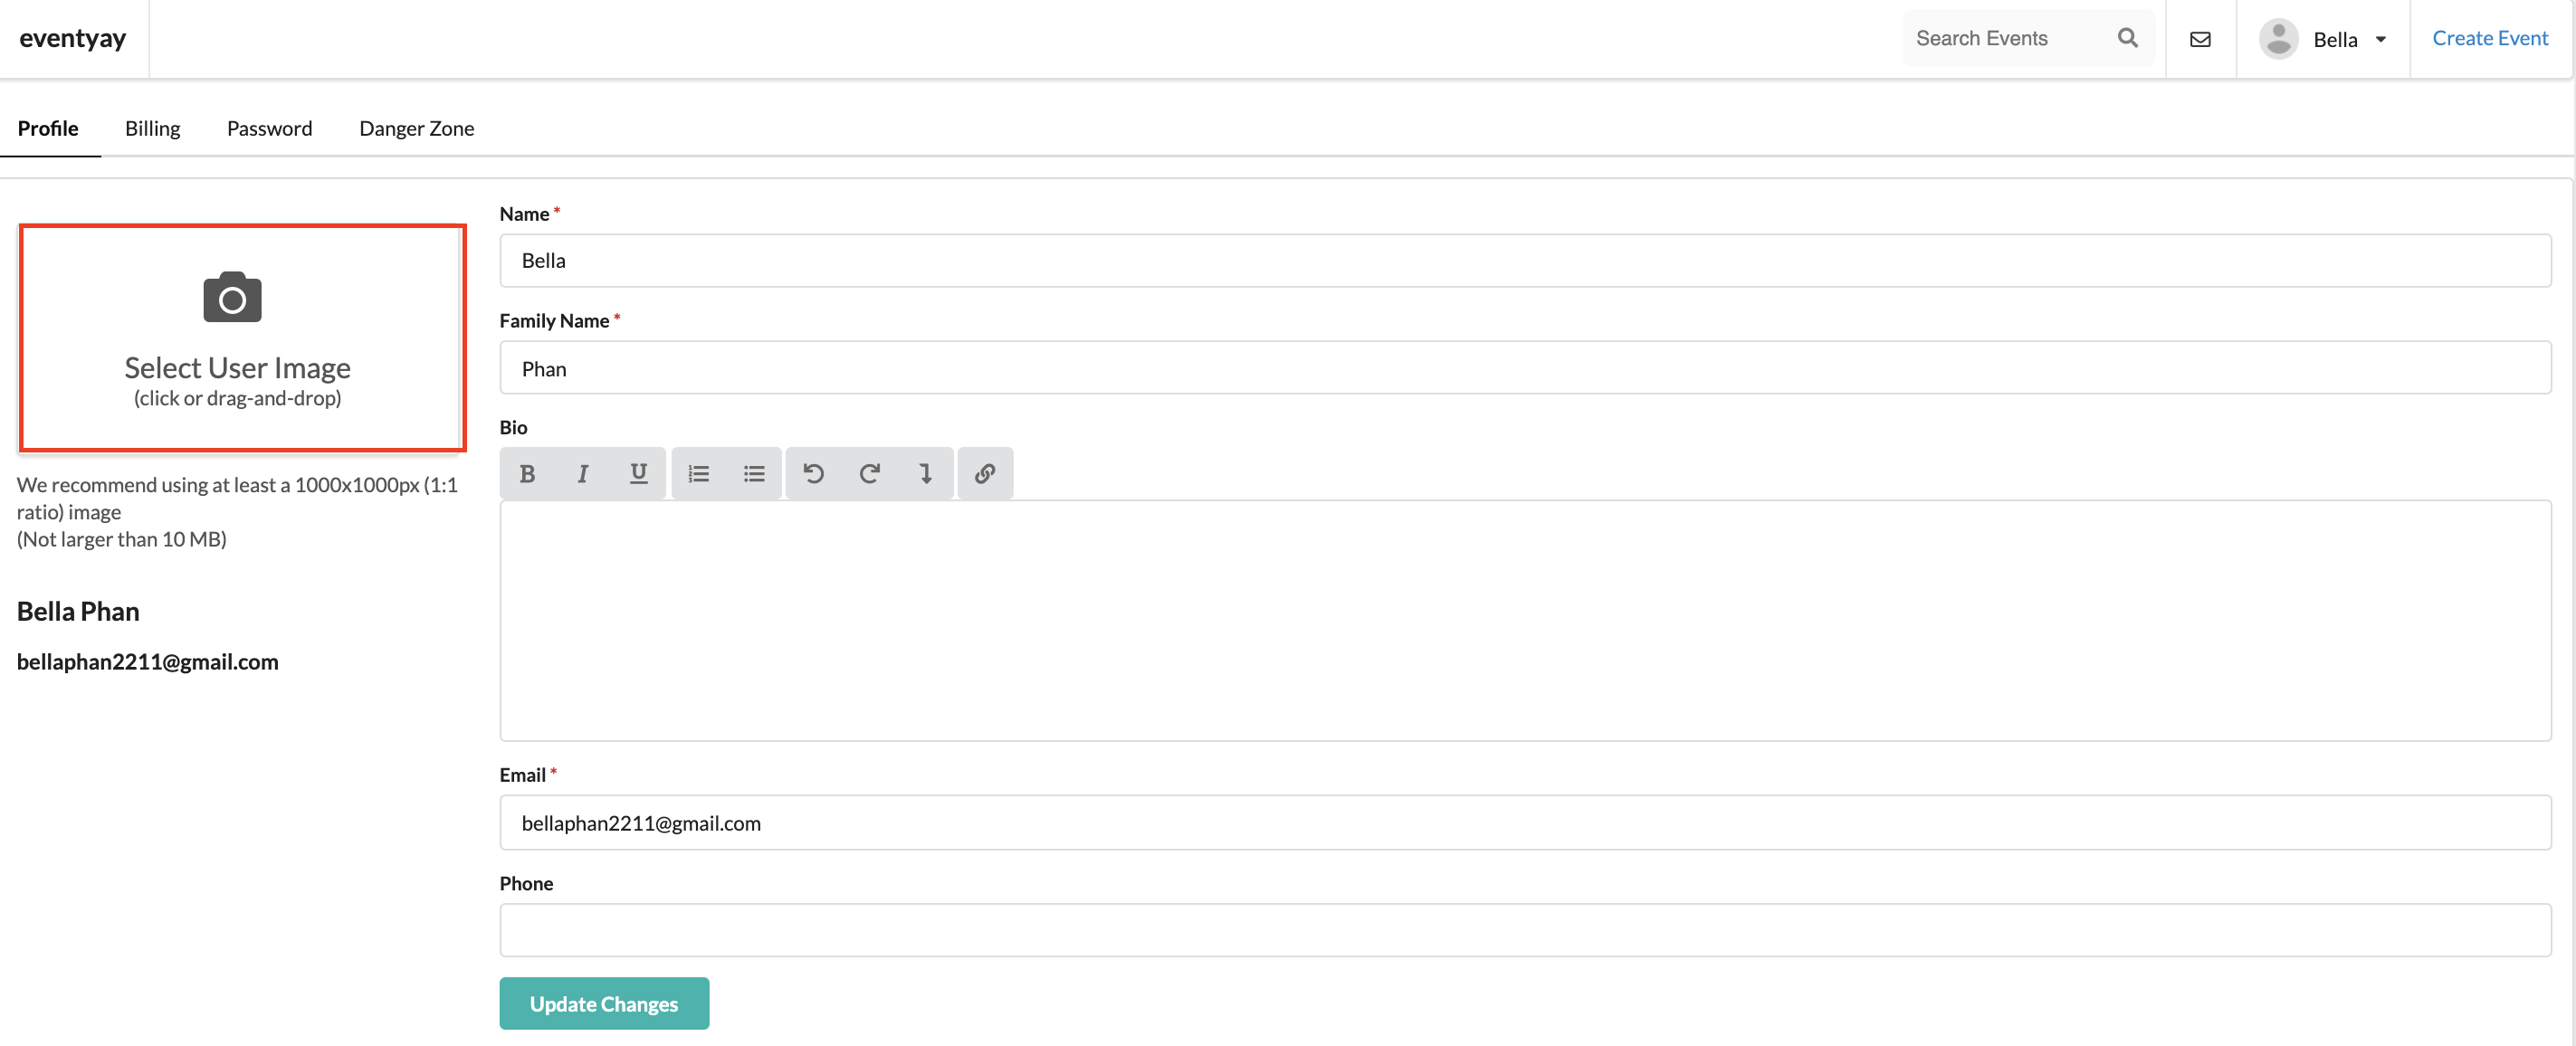 eventyay
Search Events
Bella
Create Event
Profile
Billing
Password
Danger Zone
Select User Image
(click or drag-and-drop)
We recommend using at least a 1000x1000px (1:1
ratio) image
(Not larger than 10 MB)
Bella Phan
bellaphan2211@gmail.com
Name *
Bella
Family Name *
Phan
Bio
Email *
bellaphan2211@gmail.com
Phone
Update Changes